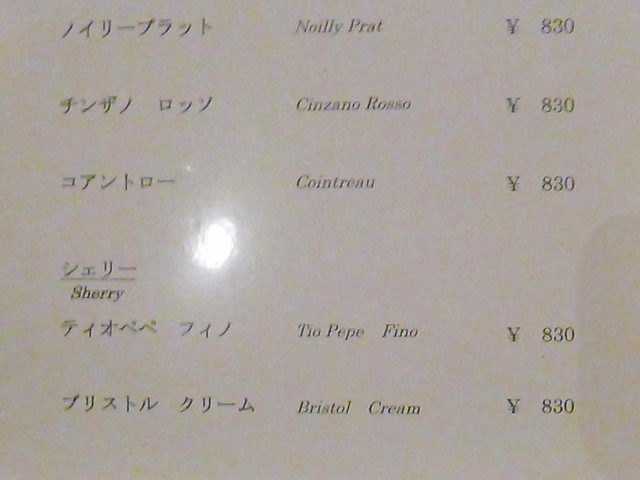 ノイリープラット Noilly Prat ￥ 830
チンザノ ロッソ Cinzano Rosso ￥ 830
コアントロー Cointreau ￥ 830
シェリー
Sherry
ティオペペ フィノ Tio Pepe Fino ￥ 830
ブリストル クリーム Bristol Cream ￥ 830